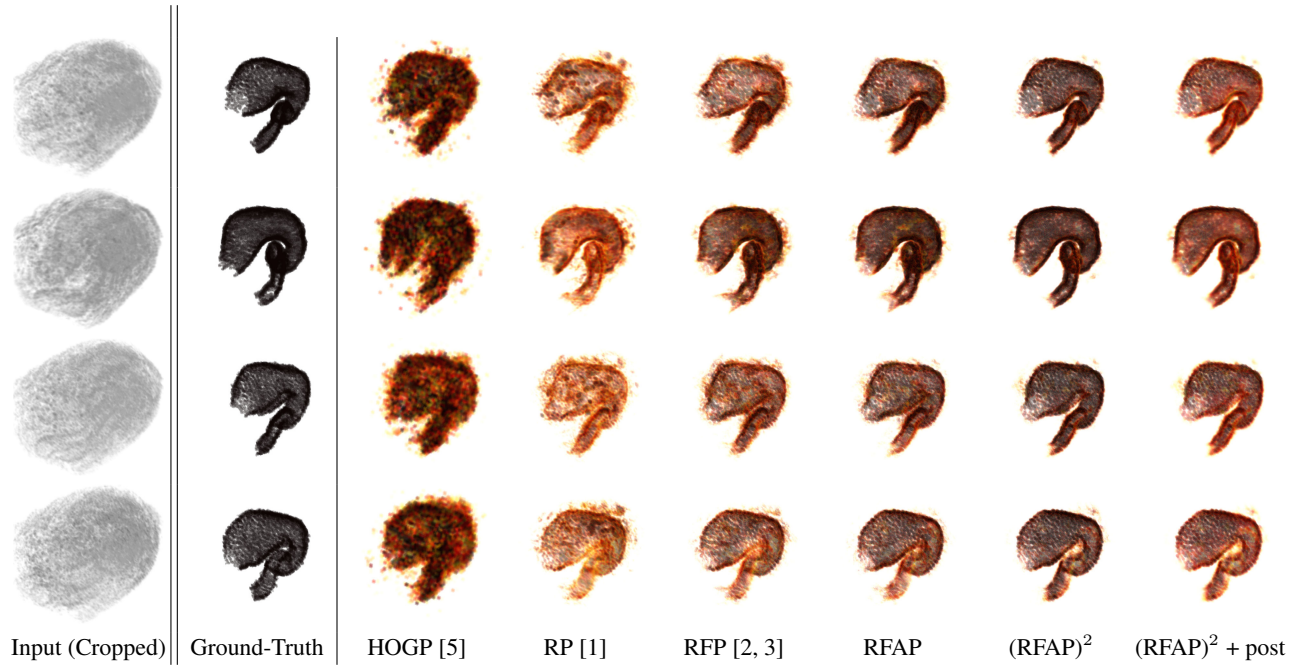 Input (Cropped) Ground-Truth HOGP [5] RP [1] RFP [2, 3] RFAP (RFAP)² (RFAP)² + post